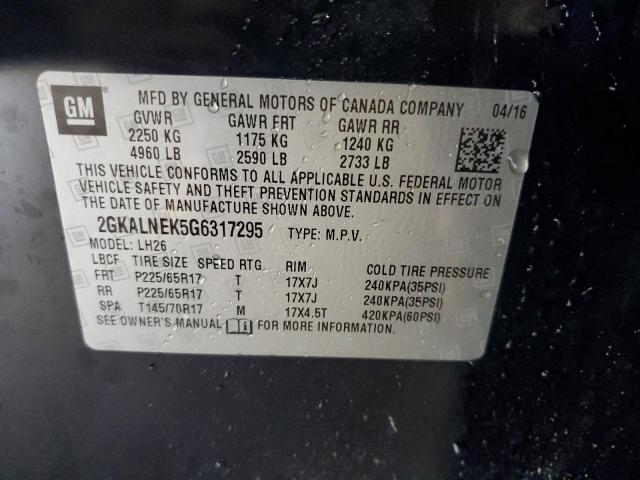 GM
MFD BY GENERAL MOTORS OF CANADA COMPANY 04/16
GVWR GAWR FRT GAWR RR
2250 KG 1175 KG 1240 KG
4960 LB 2590 LB 2733 LB
THIS VEHICLE CONFORMS TO ALL APPLICABLE U.S. FEDERAL MOTOR
VEHICLE SAFETY AND THEFT PREVENTION STANDARDS IN EFFECT ON
THE DATE OF MANUFACTURE SHOWN ABOVE.
2GKALNEK5G6317295 TYPE: M.P.V.
MODEL: LH26
LBCF TIRE SIZE SPEED RTG RIM COLD TIRE PRESSURE
FRT P225/65R17 T 17X7J 240KPA(35PSI)
RR P225/65R17 T 17X7J 240KPA(35PSI)
SPA T145/70R17 M 17X4.5T 420KPA(60PSI)
SEE OWNER'S MANUAL FOR MORE INFORMATION.